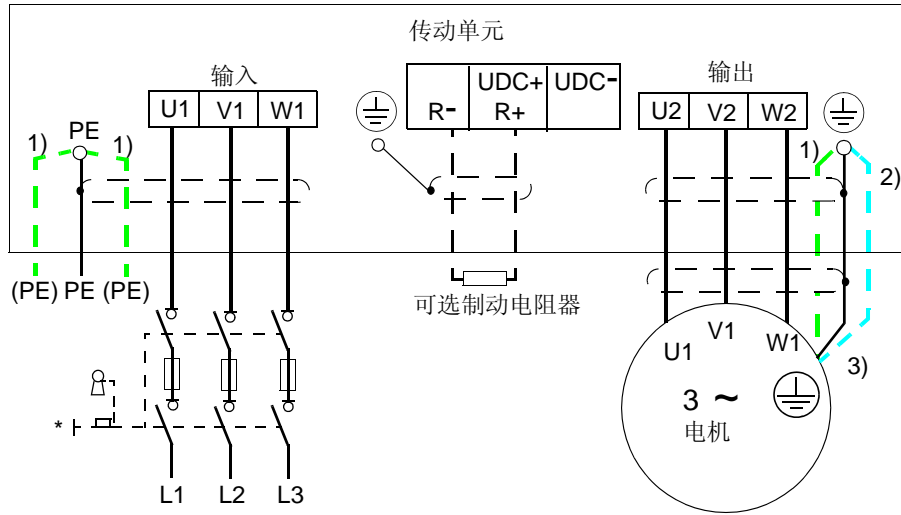 传动单元
输入
输出
U1 V1 W1
UDC+ UDC-
R- R+
U2 V2 W2
1) PE 1)
1)
2)
(PE) PE (PE)
可选制动电阻器
U1 V1 W1
3)
3 ~
电机
*
L1 L2 L3